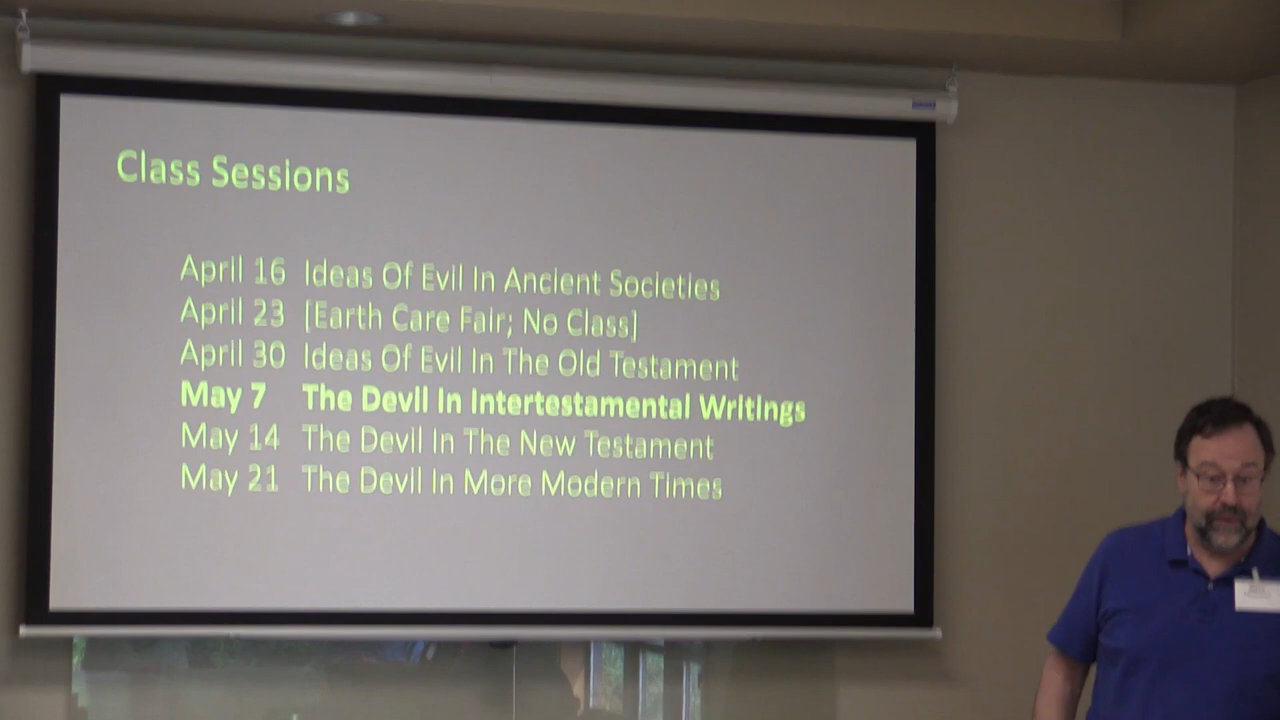 Class Sessions
April 16 Ideas Of Evil In Ancient Societies
April 23 [Earth Care Fair; No Class]
April 30 Ideas Of Evil In The Old Testament
May 7 The Devil In Intertestamental Writings
May 14 The Devil In The New Testament
May 21 The Devil In More Modern Times